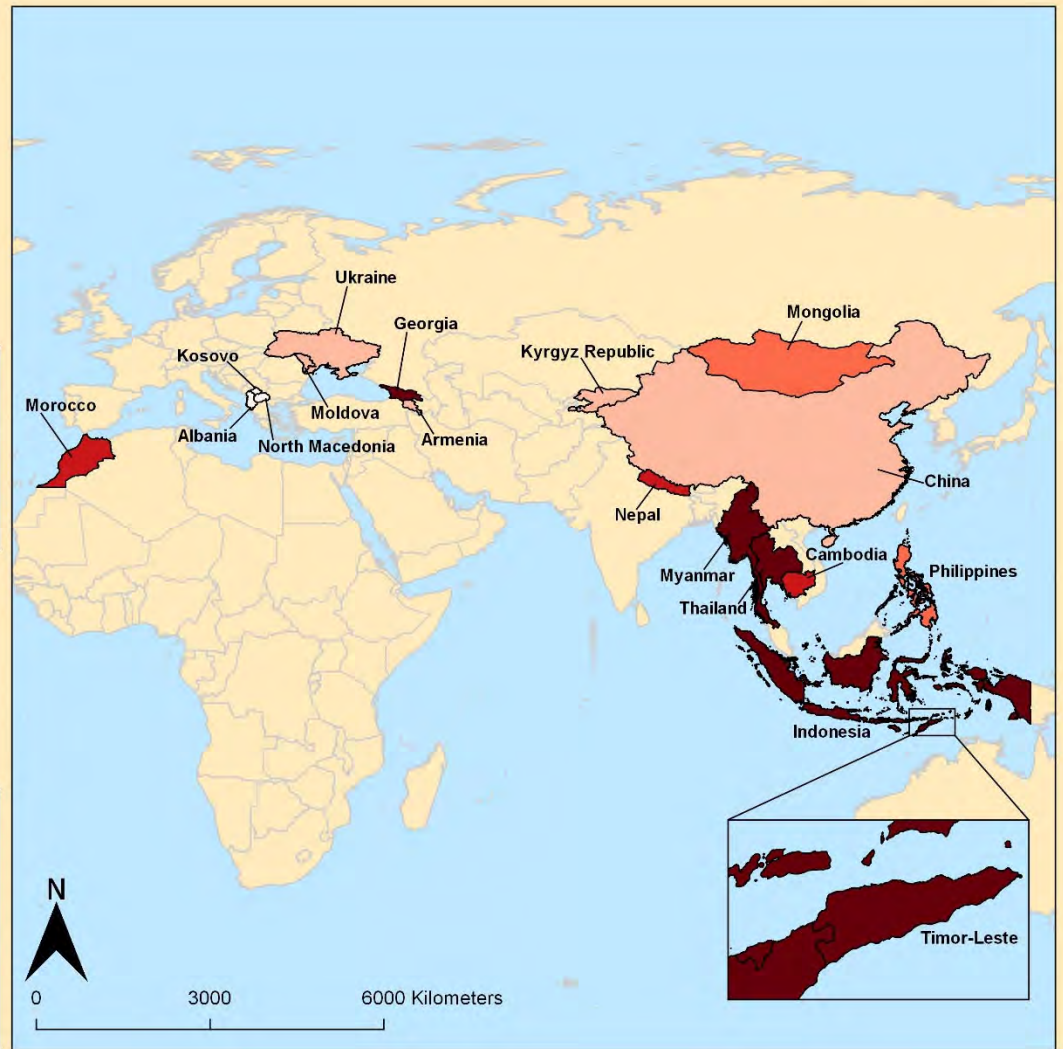 Ukraine
Georgia
Mongolia
Kosovo
Kyrgyz Republic
Morocco
Moldova
Albania
North Macedonia
Armenia
China
Nepal
Cambodia
Philippines
Myanmar
Thailand
Indonesia
N
Timor-Leste
0 3000 6000 Kilometers